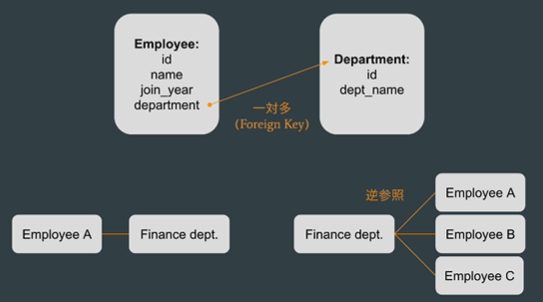 Employee:
id
name
join_year
department
Department:
id
dept_name
一対多
(Foreign Key)
逆参照
Employee A
Finance dept.
Finance dept.
Employee A
Employee B
Employee C